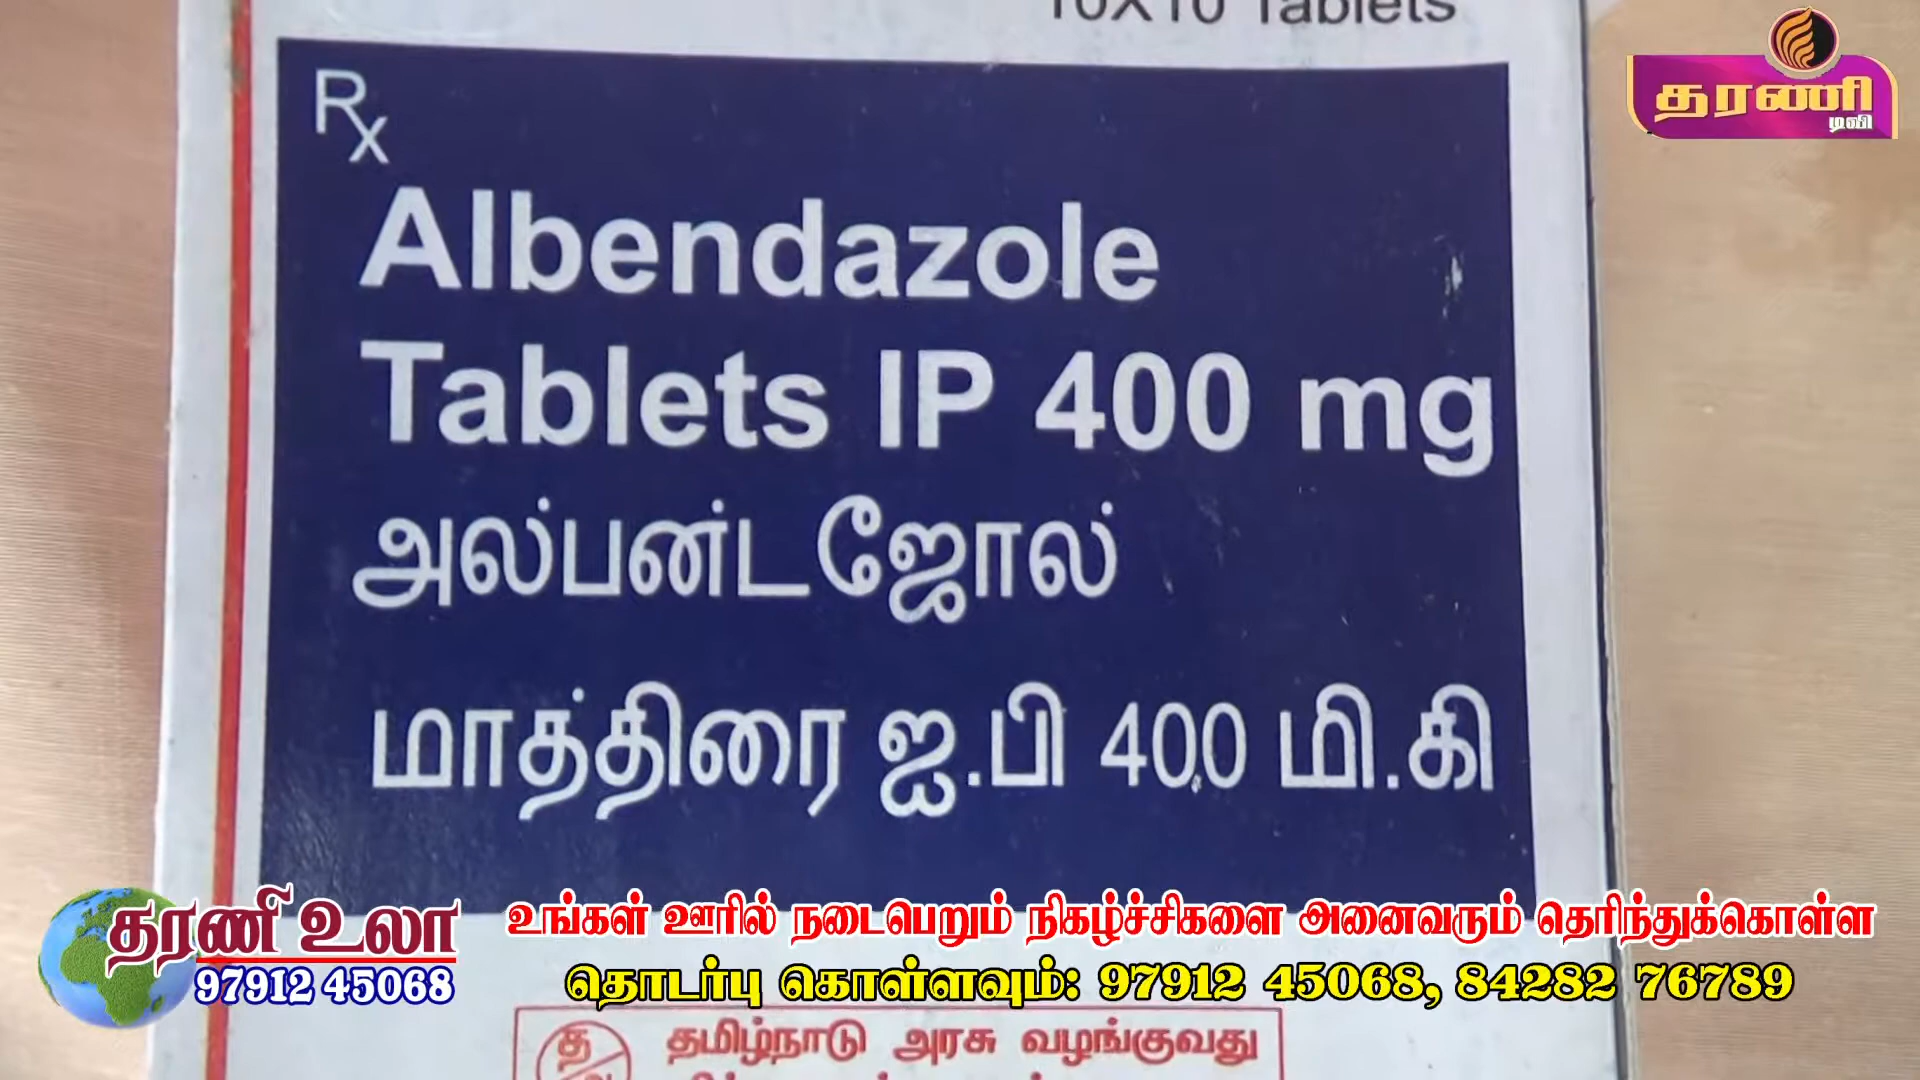 10X10 Tablets
தரணி
டிவி
Rx
Albendazole
Tablets IP 400 mg
அல்பன்டஜோல்
மாத்திரை ஐ.பி 400 மி.கி
தரணி உலா
97912 45068
உங்கள் ஊரில் நடைபெறும் நிகழ்ச்சிகளை அனைவரும் தெரிந்துக்கொள்ள
தொடர்பு கொள்ளவும்: 97912 45068, 84282 76789
த
தமிழ்நாடு அரசு வழங்குவது